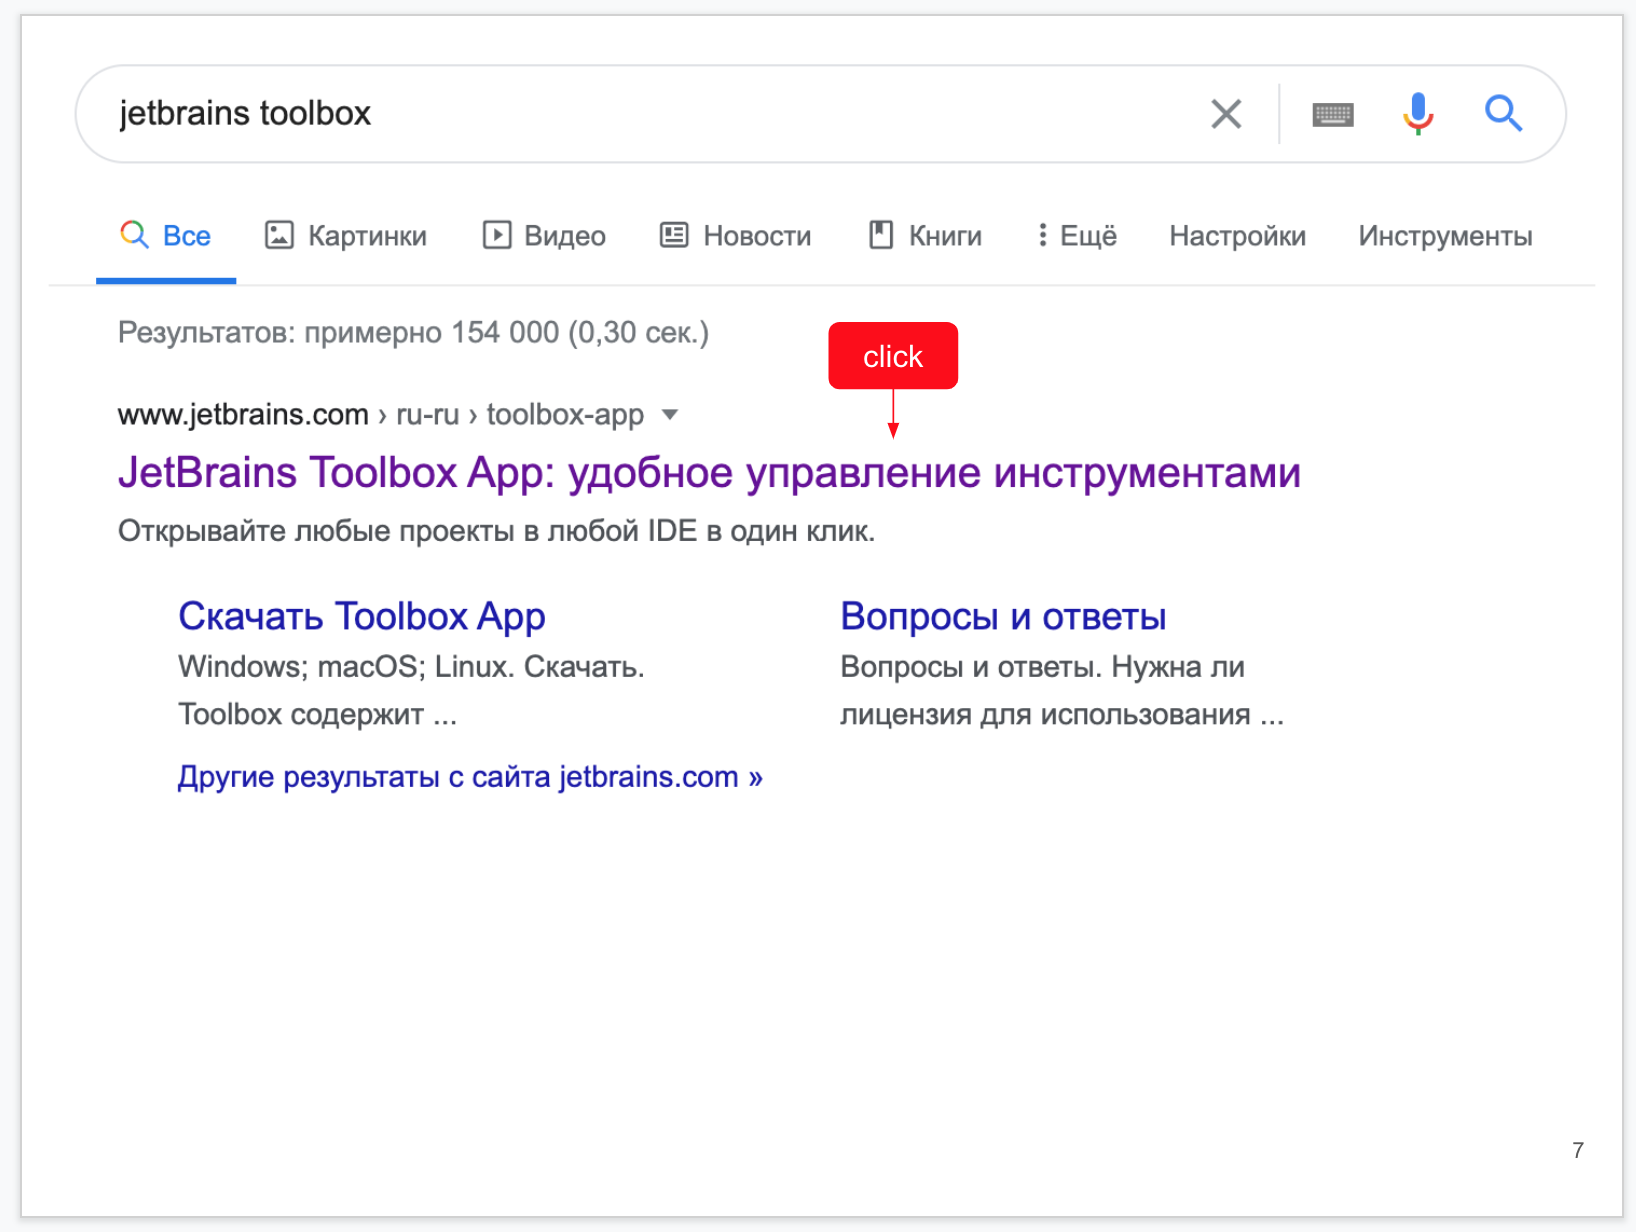 jetbrains toolbox
Все Картинки Видео Новости Книги Ещё Настройки Инструменты
Результатов: примерно 154 000 (0,30 сек.)
click
www.jetbrains.com › ru-ru › toolbox-app
JetBrains Toolbox App: удобное управление инструментами
Открывайте любые проекты в любой IDE в один клик.
Скачать Toolbox App
Windows; macOS; Linux. Скачать.
Toolbox содержит ...
Вопросы и ответы
Вопросы и ответы. Нужна ли
лицензия для использования ...
Другие результаты с сайта jetbrains.com »
7